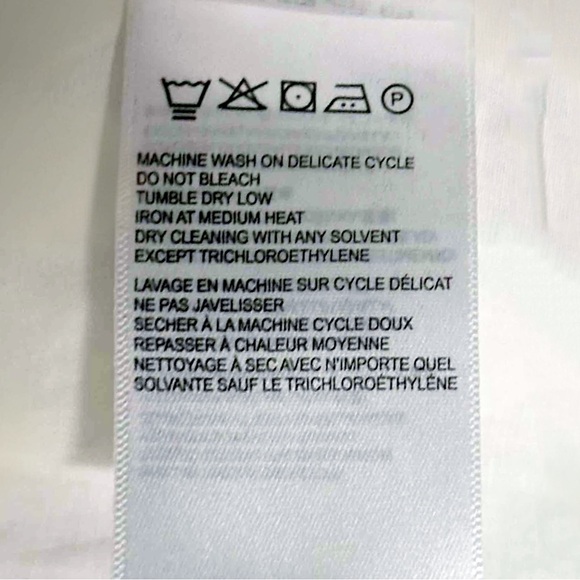 P
MACHINE WASH ON DELICATE CYCLE
DO NOT BLEACH
TUMBLE DRY LOW
IRON AT MEDIUM HEAT
DRY CLEANING WITH ANY SOLVENT
EXCEPT TRICHLOROETHYLENE
LAVAGE EN MACHINE SUR CYCLE DÉLICAT
NE PAS JAVELISSER
SECHER À LA MACHINE CYCLE DOUX
REPASSER À CHALEUR MOYENNE
NETTOYAGE À SEC AVEC N'IMPORTE QUEL
SOLVANTE SAUF LE TRICHLOROÉTHYLÈNE